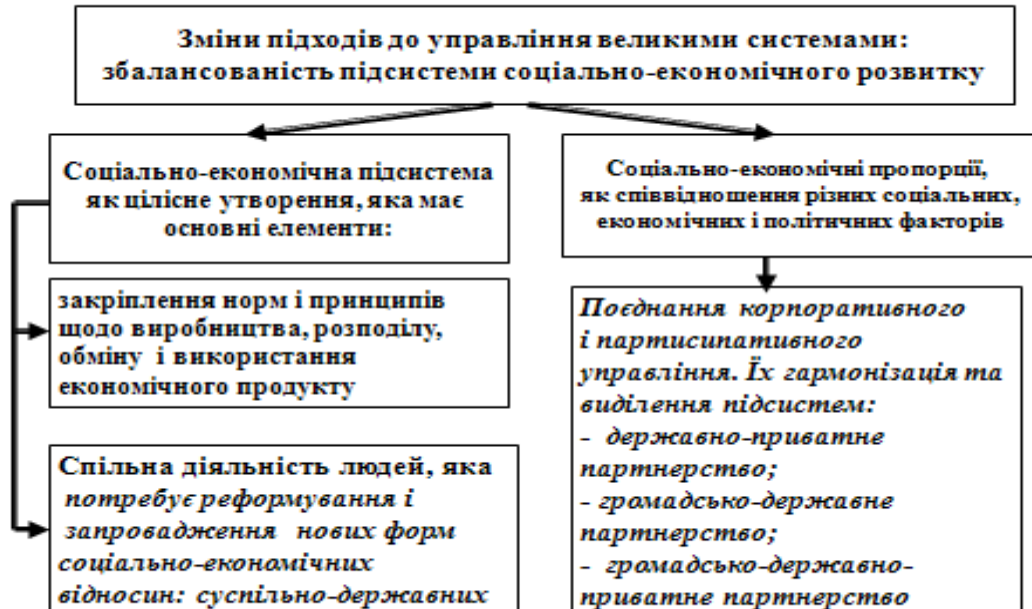 Зміни підходів до управління великими системами:
збалансованість підсистеми соціально-економічного розвитку
Соціально-економічна підсистема
як цілісне утворення, яка має
основні елементи:
закріплення норм і принципів
щодо виробництва, розподілу,
обміну і використання
економічного продукту
Спільна діяльність людей, яка
потребує реформування і
запровадження нових форм
соціально-економічних
відносин: суспільно-державних
Соціально-економічні пропорції,
як співвідношення різних соціальних,
економічних і політичних факторів
Поєднання корпоративного
і партисипативного
управління. Їх гармонізація та
виділення підсистем:
- державно-приватне
партнерство;
- громадсько-державне
партнерство;
- громадсько-державно-
приватне партнерство